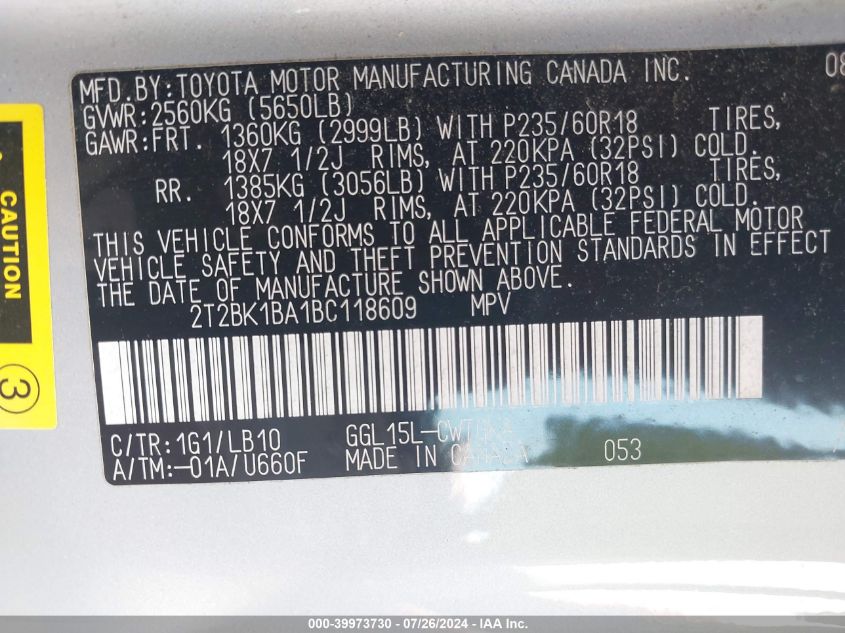 MFD. BY: TOYOTA MOTOR MANUFACTURING CANADA INC. 08
GVWR: 2560KG (5650LB)
GAWR: FRT. 1360KG (2999LB) WITH P235/60R18 TIRES,
18X7 1/2J RIMS, AT 220KPA (32PSI) COLD.
RR. 1385KG (3056LB) WITH P235/60R18 TIRES,
18X7 1/2J RIMS, AT 220KPA (32PSI) COLD.
THIS VEHICLE CONFORMS TO ALL APPLICABLE FEDERAL MOTOR
VEHICLE SAFETY AND THEFT PREVENTION STANDARDS IN EFFECT
THE DATE OF MANUFACTURE SHOWN ABOVE.
2T2BK1BA1BC118609 MPV
C/TR: 1G1/LB10 
A/TM: -01A/U660F MADE IN CANADA 053
CAUTION
3
000-39973730 - 07/26/2024 - IAA Inc.